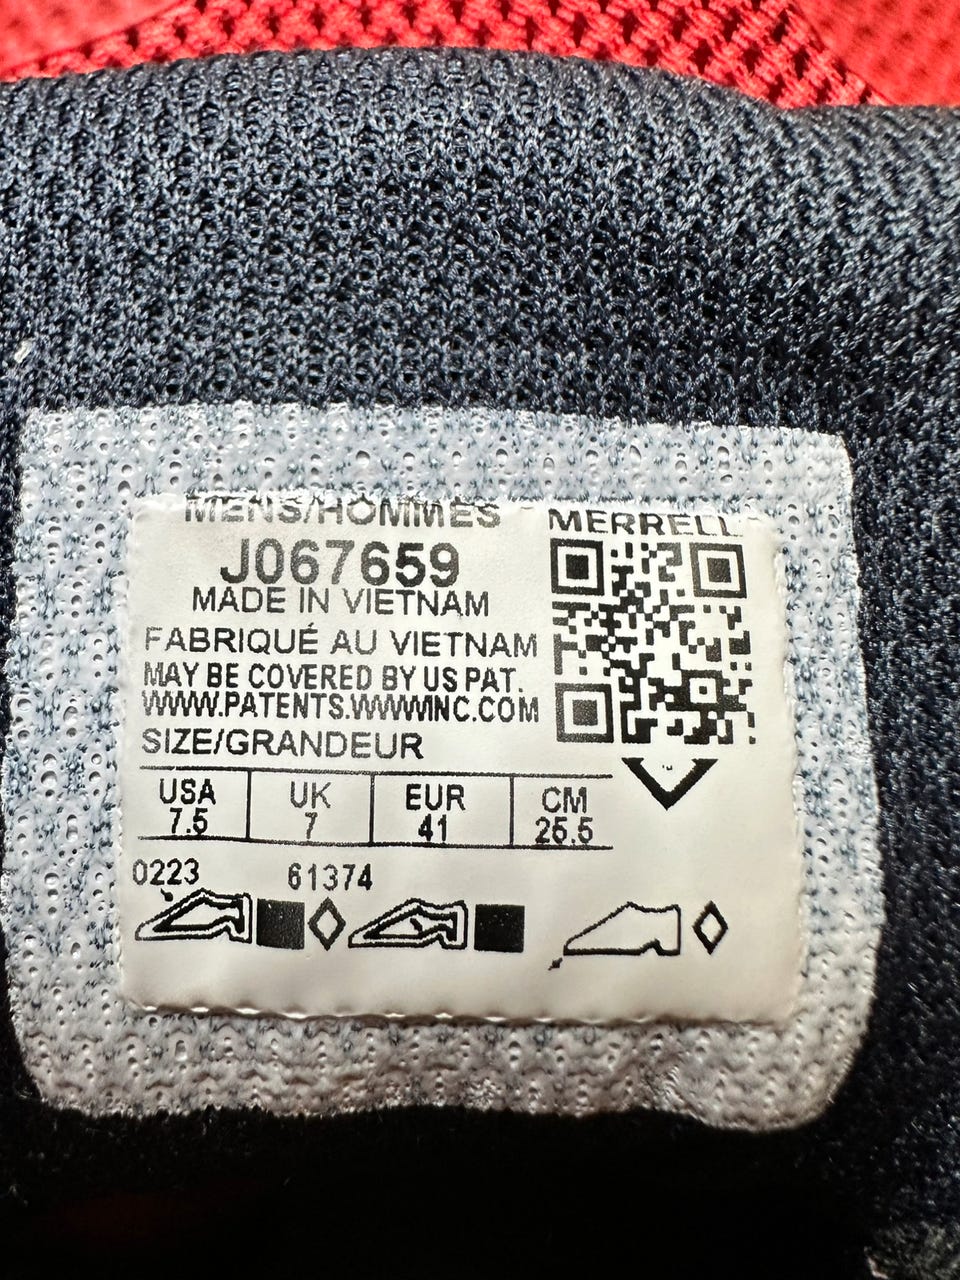 MENS/HOMMES
MERRELL
J067659
MADE IN VIETNAM
FABRIQUÉ AU VIETNAM
MAY BE COVERED BY US PAT.
WWW.PATENTS.WWWINC.COM
SIZE/GRANDEUR
USA UK EUR CM
7.5 7 41 25.5
0223 61374